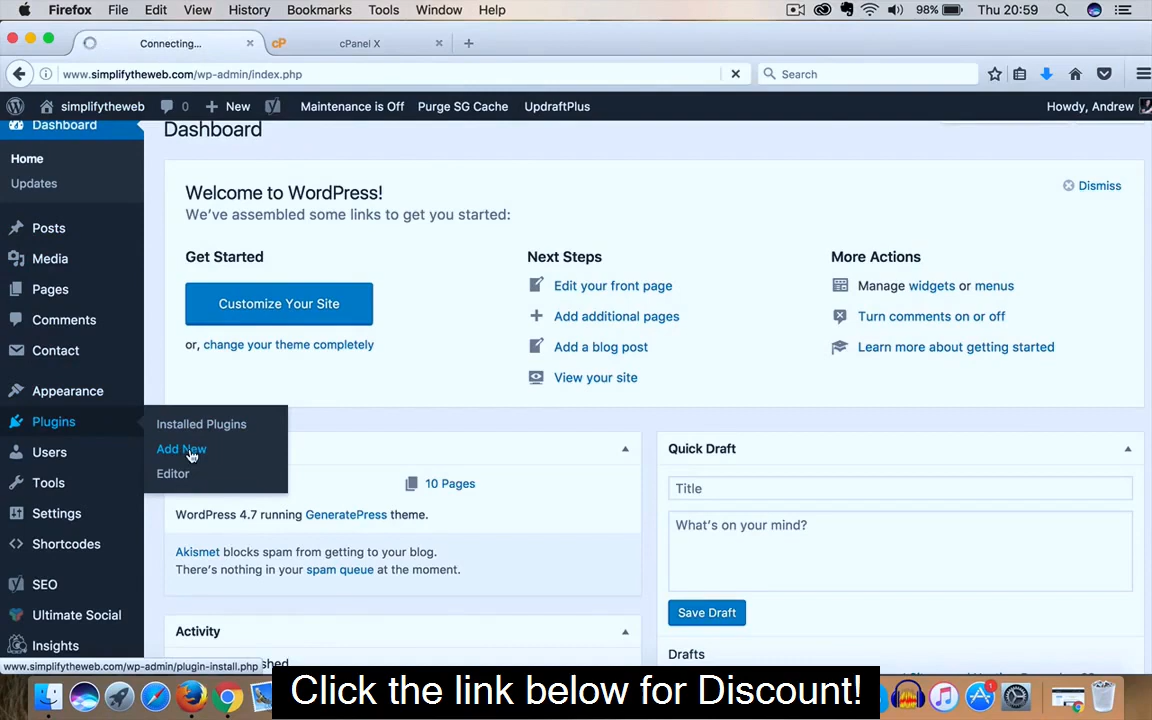 Firefox File Edit View History Bookmarks Tools Window Help 98% Thu 20:59
Connecting... cPanel X
www.simplifytheweb.com/wp-admin/index.php Search
simplifytheweb 0 New Maintenance is Off Purge SG Cache UpdraftPlus Howdy, Andrew
Dashboard
Home
Updates
Posts
Media
Pages
Comments
Contact
Appearance
Plugins
Users
Tools
Settings
Shortcodes
SEO
Ultimate Social
Insights
Installed Plugins
Add New
Editor
Dashboard
Welcome to WordPress!
We've assembled some links to get you started:
Dismiss
Get Started
Customize Your Site
or, change your theme completely
Next Steps
Edit your front page
Add additional pages
Add a blog post
View your site
More Actions
Manage widgets or menus
Turn comments on or off
Learn more about getting started
10 Pages
WordPress 4.7 running GeneratePress theme.
Akismet blocks spam from getting to your blog.
There's nothing in your spam queue at the moment.
Activity
Quick Draft
Title
What's on your mind?
Save Draft
Drafts
www.simplifytheweb.com/wp-admin/plugin-install.php
Click the link below for Discount!
1